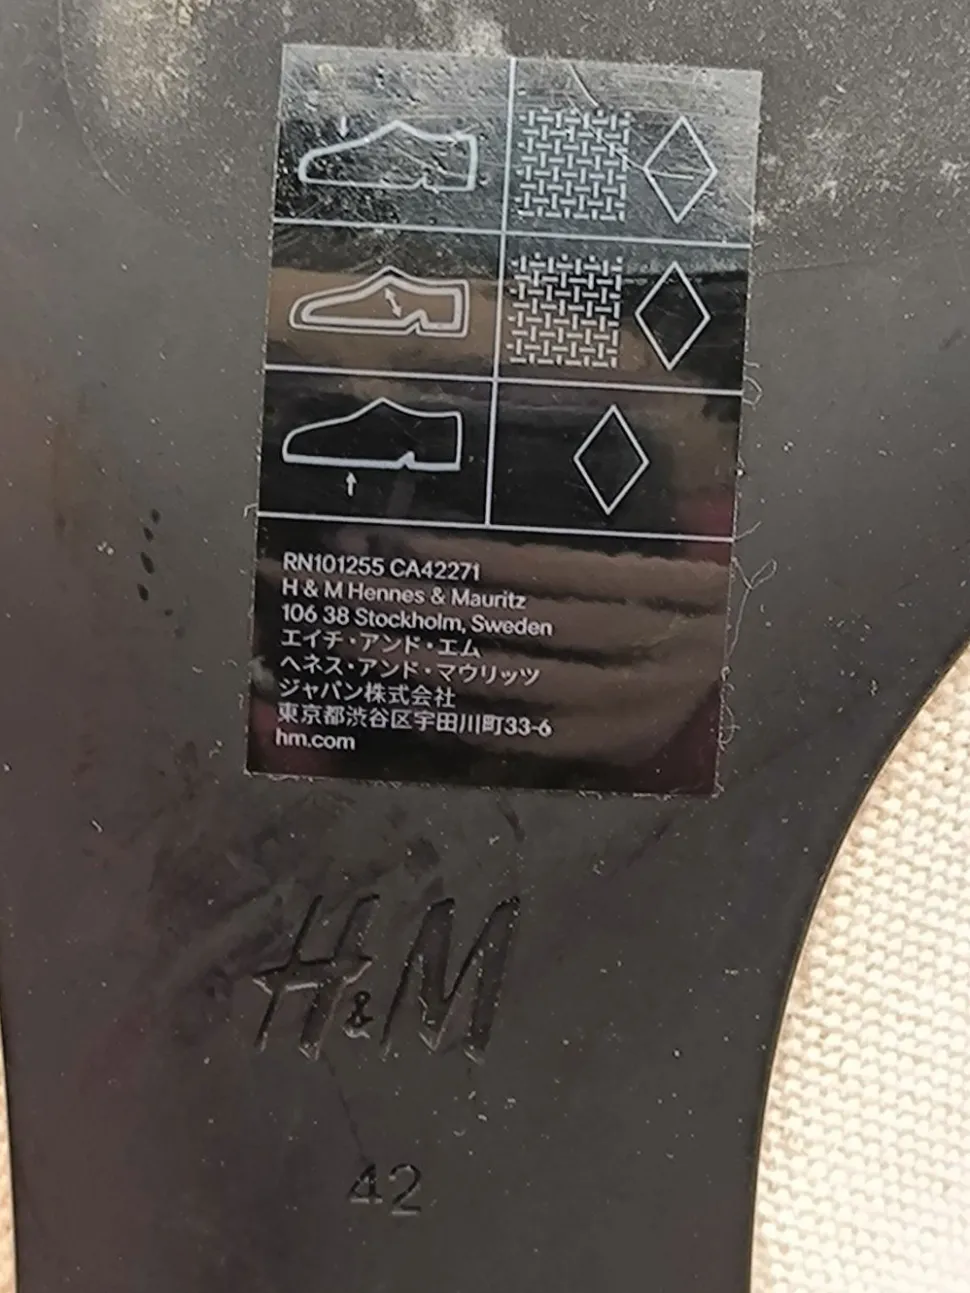 RN101255 CA42271
H & M Hennes & Mauritz
106 38 Stockholm, Sweden
エイチ・アンド・エム
ヘネス・アンド・マウリッツ
ジャパン株式会社
東京都渋谷区宇田川町33-6
hm.com
H&M
42